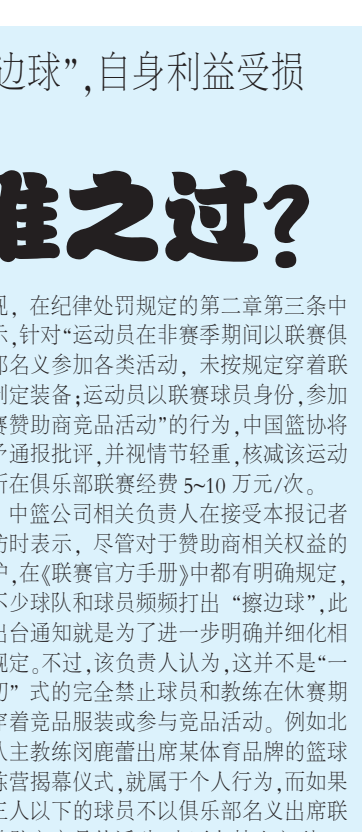 边球”,自身利益受损
谁之过?
现，在纪律处罚规定的第二章第三条中
示,针对“运动员在非赛季期间以联赛俱
部名义参加各类活动，未按规定穿着联
制定装备;运动员以联赛球员身份,参加
赛赞助商竞品活动”的行为,中国篮协将
予通报批评,并视情节轻重,核减该运动
所在俱乐部联赛经费 5~10 万元/次。
中篮公司相关负责人在接受本报记者
访时表示，尽管对于赞助商相关权益的
护,在《联赛官方手册》中都有明确规定,
不少球队和球员频频打出“擦边球”,此
出台通知就是为了进一步明确并细化相
规定。不过,该负责人认为,这并不是“一
切”式的完全禁止球员和教练在休赛期
穿着竞品服装或参与竞品活动。例如北
队主教练闵鹿蕾出席某体育品牌的篮球
练营揭幕仪式,就属于个人行为,而如果
三人以下的球员不以俱乐部名义出席联